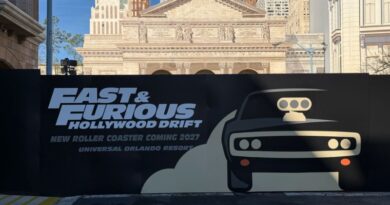 FAST &
FURIOUS
HOLLYWOOD DRIFT
NEW ROLLER COASTER COMING 2027
UNIVERSAL ORLANDO RESORT